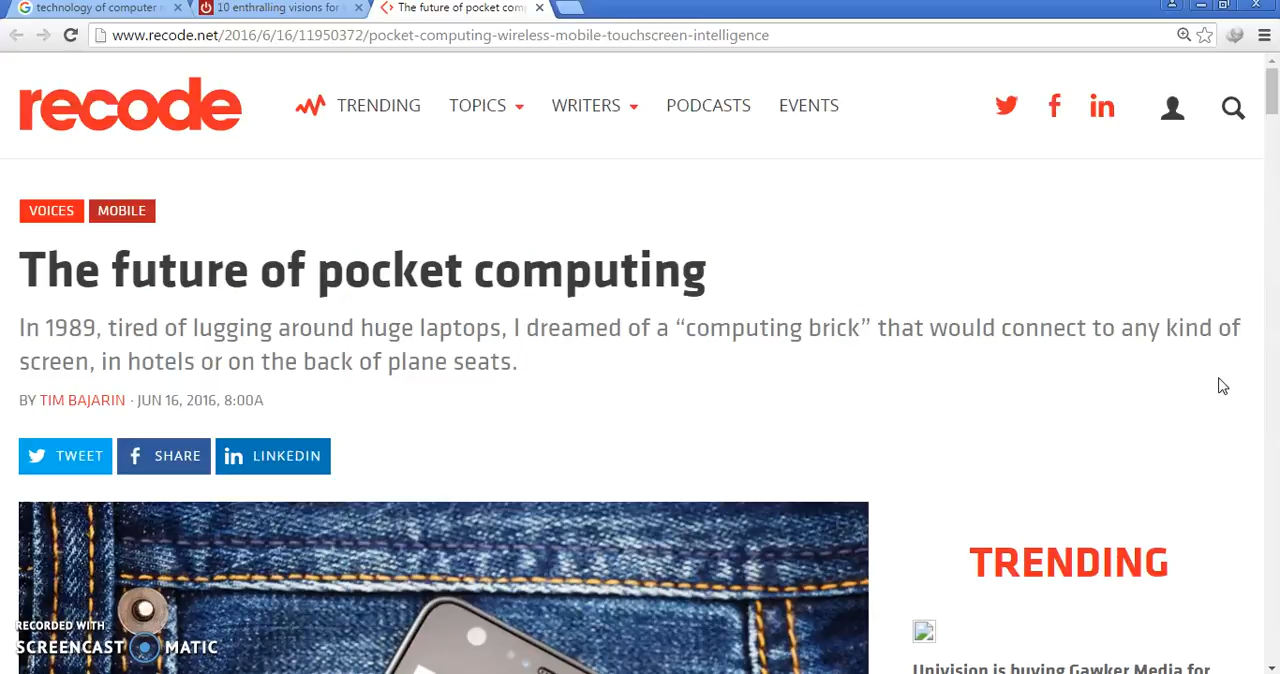 technology of computer n
10 enthralling visions for
The future of pocket com
www.recode.net/2016/6/16/11950372/pocket-computing-wireless-mobile-touchscreen-intelligence
recode
TRENDING
TOPICS
WRITERS
PODCASTS
EVENTS
VOICES
MOBILE
The future of pocket computing
In 1989, tired of lugging around huge laptops, I dreamed of a “computing brick” that would connect to any kind of
screen, in hotels or on the back of plane seats.
BY TIM BAJARIN · JUN 16, 2016, 8:00A
TWEET
SHARE
LINKEDIN
TRENDING
Univision is buying Gawker Media for
RECORDED WITH
SCREENCAST MATIC